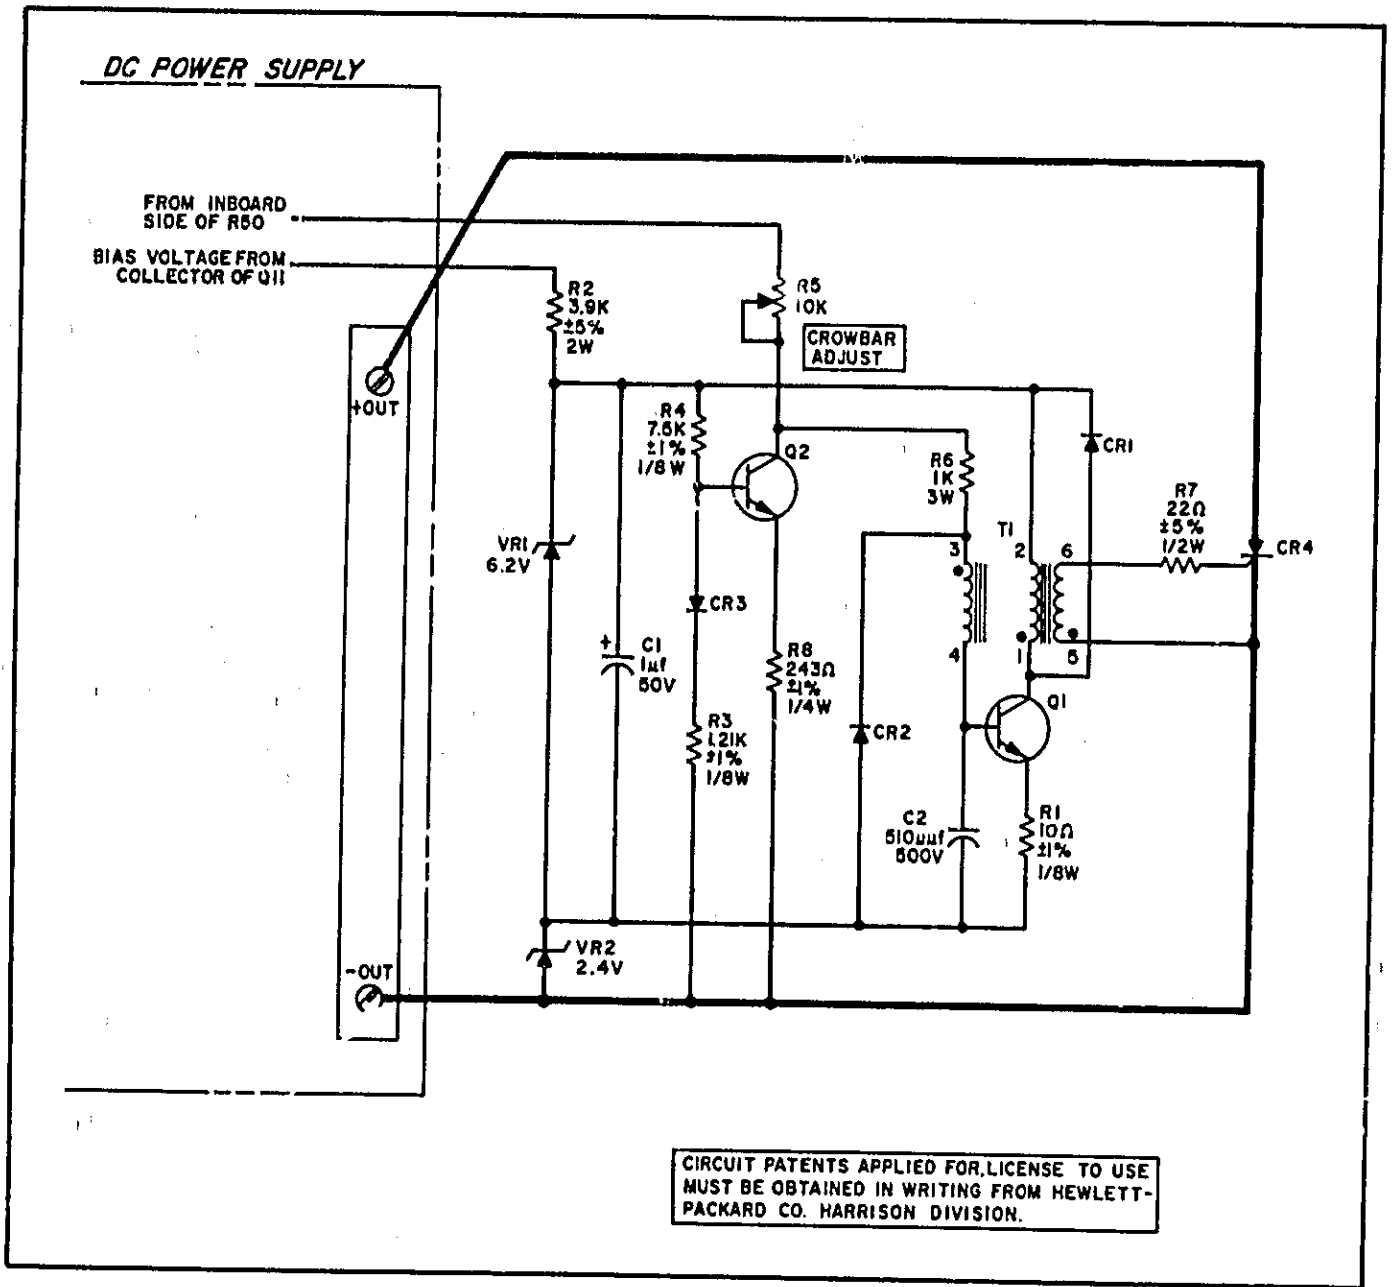 DC POWER SUPPLY
FROM INBOARD
SIDE OF R50
BIAS VOLTAGE FROM
COLLECTOR OF Q11
R2
3.9K
±5%
2W
R5
10K
CROWBAR
ADJUST
+OUT
R4
7.5K
±1%
1/8W
Q2
R6
1K
3W
CR1
R7
22Ω
±5%
1/2W
CR4
VR1
6.2V
T1
3
2
6
CR3
+
C1
1µf
50V
R8
243Ω
±1%
1/4W
4
1
5
Q1
R3
1.21K
±1%
1/8W
CR2
C2
510µµf
500V
R1
10Ω
±1%
1/8W
VR2
2.4V
-OUT
CIRCUIT PATENTS APPLIED FOR. LICENSE TO USE
MUST BE OBTAINED IN WRITING FROM HEWLETT-
PACKARD CO. HARRISON DIVISION.